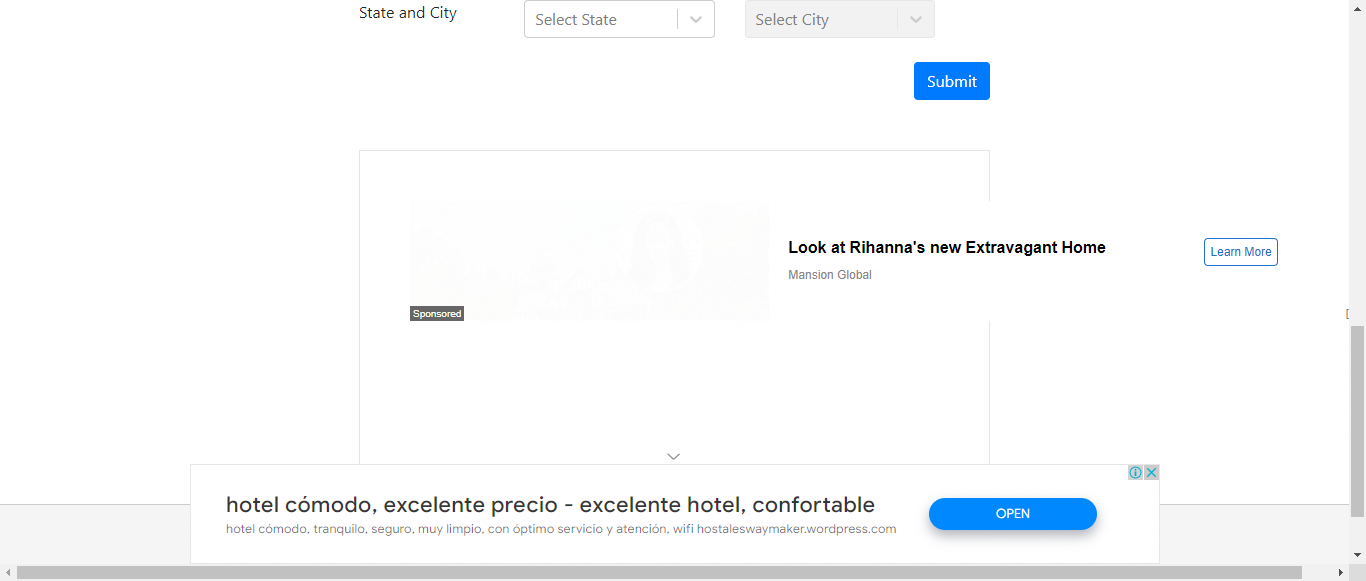 State and City
Select State
Select City
Submit
Look at Rihanna's new Extravagant Home
Mansion Global
Learn More
Sponsored
hotel cómodo, excelente precio - excelente hotel, confortable
hotel cómodo, tranquilo, seguro, muy limpio, con óptimo servicio y atención, wifi hostaleswaymaker.wordpress.com
OPEN